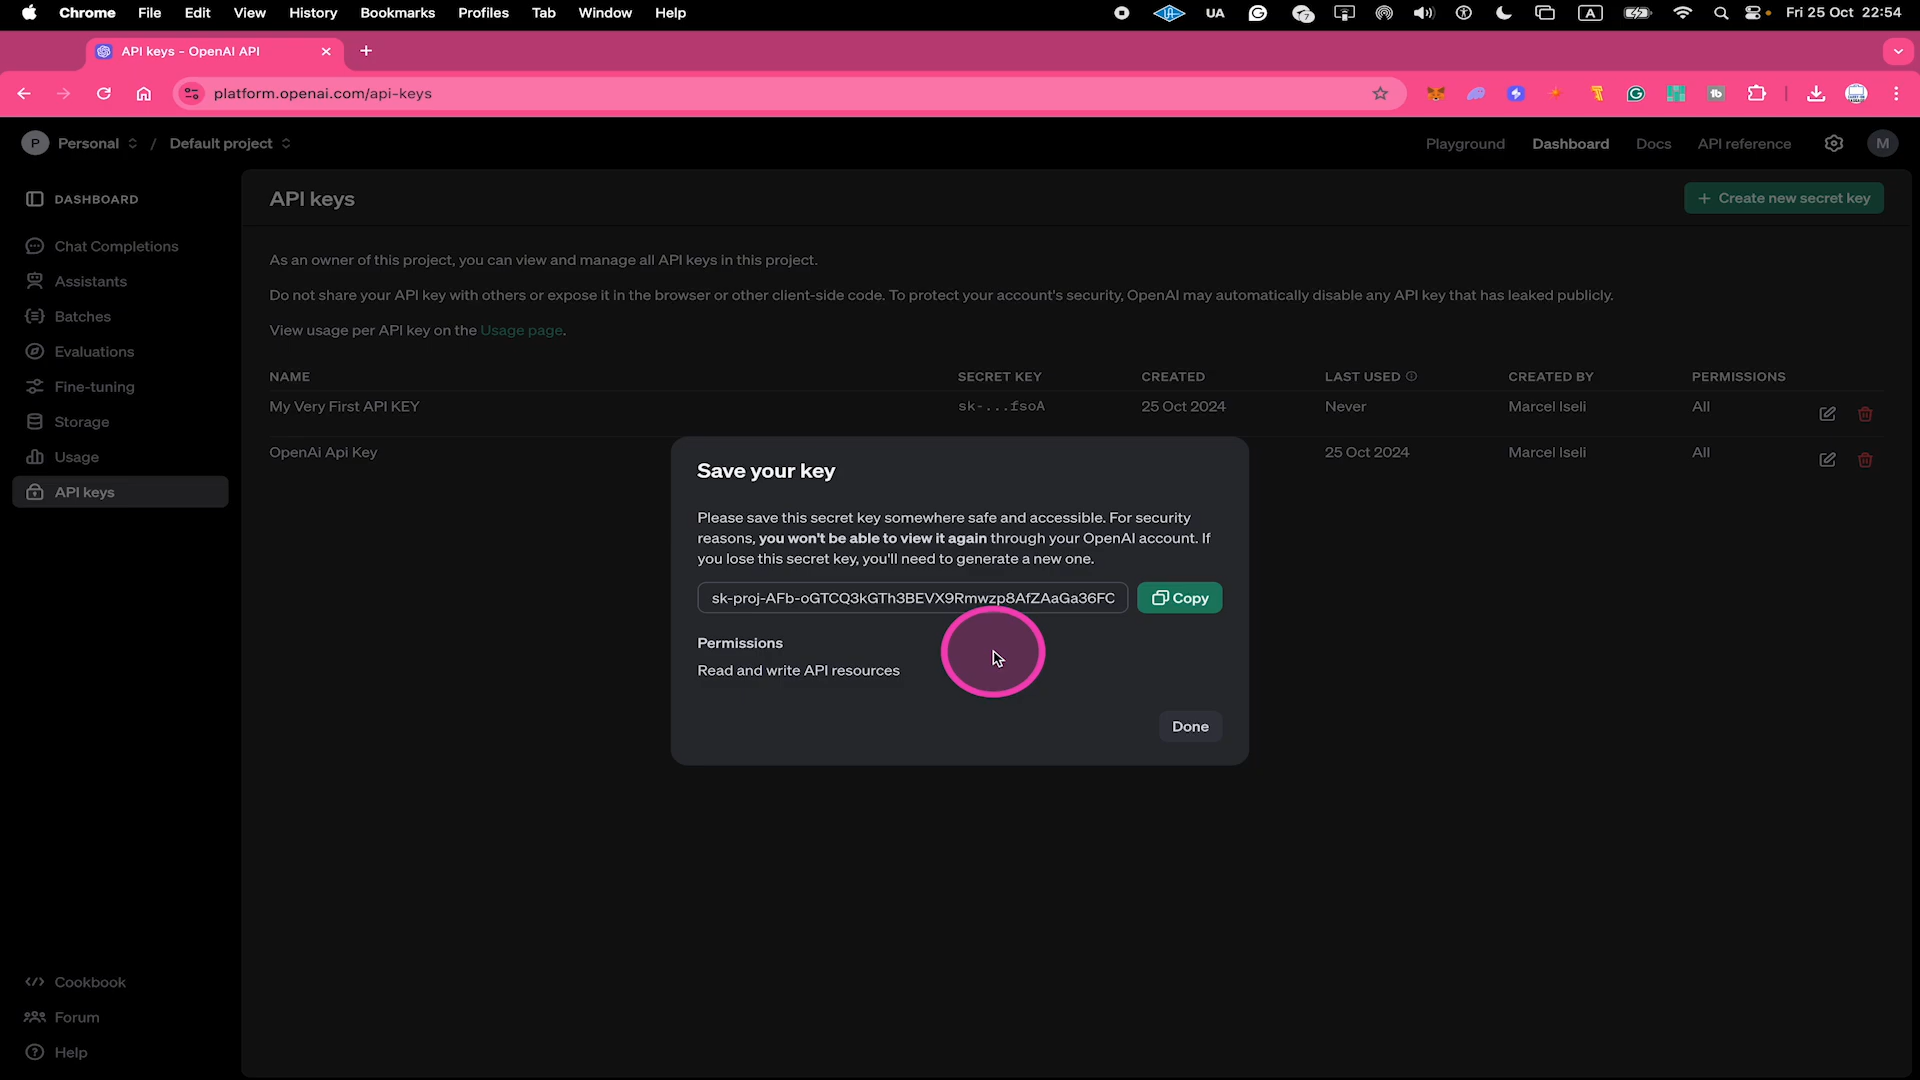 Chrome File Edit View History Bookmarks Profiles Tab Window Help UA 7 A Fri 25 Oct 22:54
API keys - OpenAI API
platform.openai.com/api-keys
P Personal / Default project Playground Dashboard Docs API reference M
DASHBOARD
Chat Completions
Assistants
Batches
Evaluations
Fine-tuning
Storage
Usage
API keys
Cookbook
Forum
Help
API keys
+ Create new secret key
As an owner of this project, you can view and manage all API keys in this project.
Do not share your API key with others or expose it in the browser or other client-side code. To protect your account's security, OpenAI may automatically disable any API key that has leaked publicly.
View usage per API key on the Usage page.
NAME SECRET KEY CREATED LAST USED CREATED BY PERMISSIONS
My Very First API KEY sk-...fsoA 25 Oct 2024 Never Marcel Iseli All
OpenAi Api Key 25 Oct 2024 Marcel Iseli All
Save your key
Please save this secret key somewhere safe and accessible. For security
reasons, you won't be able to view it again through your OpenAI account. If
you lose this secret key, you'll need to generate a new one.
sk-proj-AFb-oGTCQ3kGTh3BEVX9Rmwzp8AfZAaGa36FC Copy
Permissions
Read and write API resources
Done